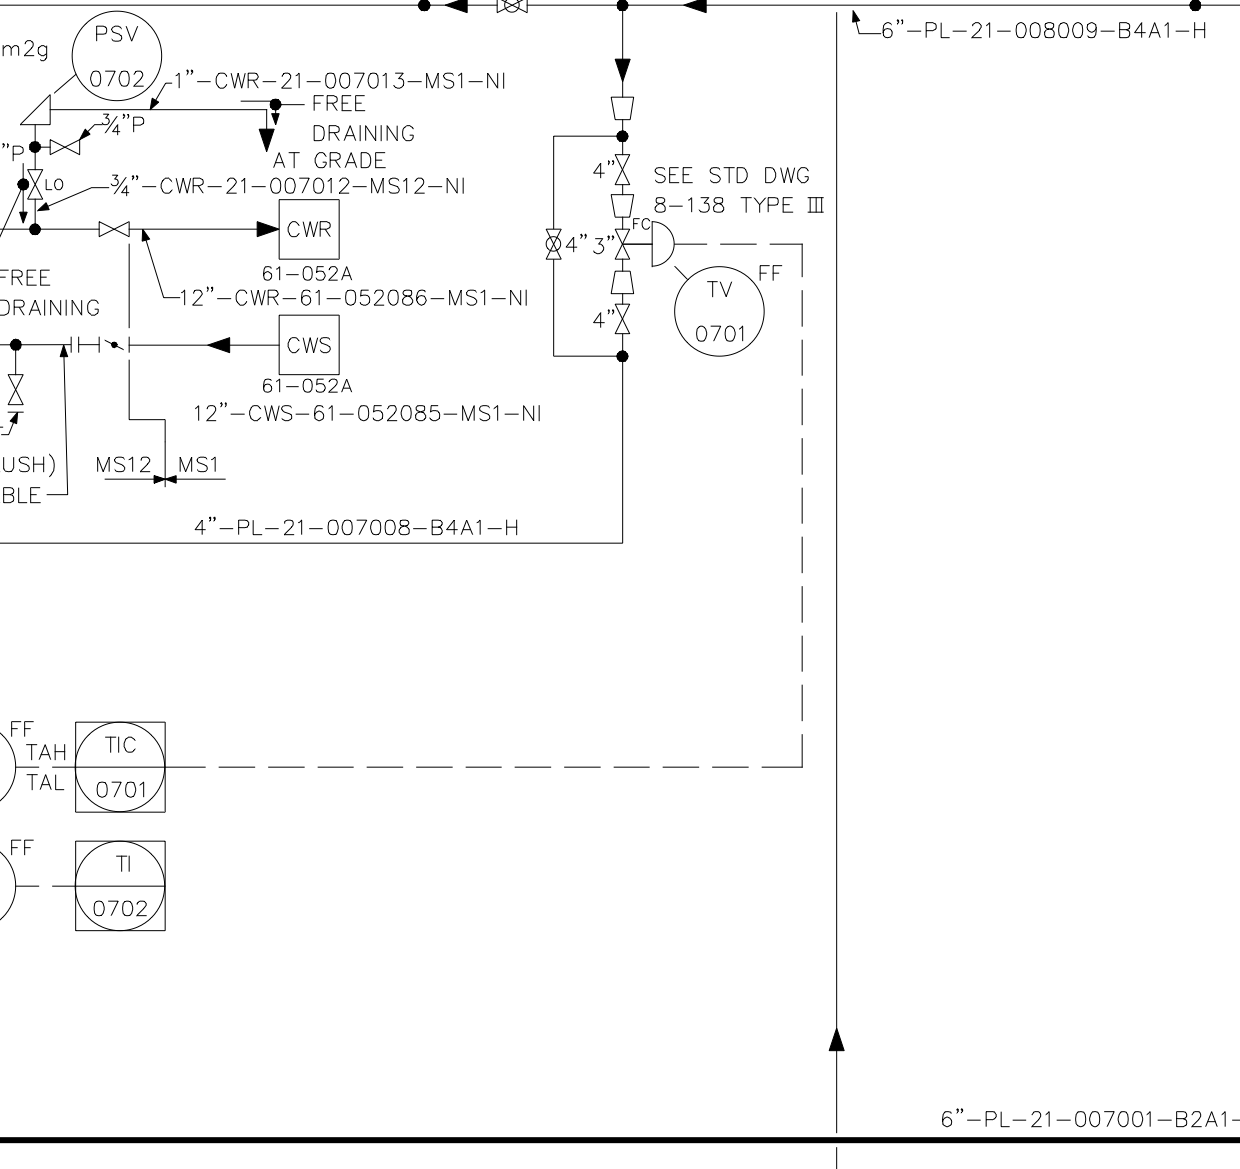 PSV
0702
m2g
6"-PL-21-008009-B4A1-H
1"-CWR-21-007013-MS1-NI
FREE
DRAINING
AT GRADE
¾"P
"P
LO
¾"-CWR-21-007012-MS12-NI
CWR
61-052A
12"-CWR-61-052086-MS1-NI
FREE
DRAINING
CWS
61-052A
12"-CWS-61-052085-MS1-NI
USH)
BLE
MS12
MS1
4"
SEE STD DWG
8-138 TYPE III
FC
4"
3"
FF
TV
0701
4"
4"-PL-21-007008-B4A1-H
FF
TAH
TAL
TIC
0701
FF
TI
0702
6"-PL-21-007001-B2A1-